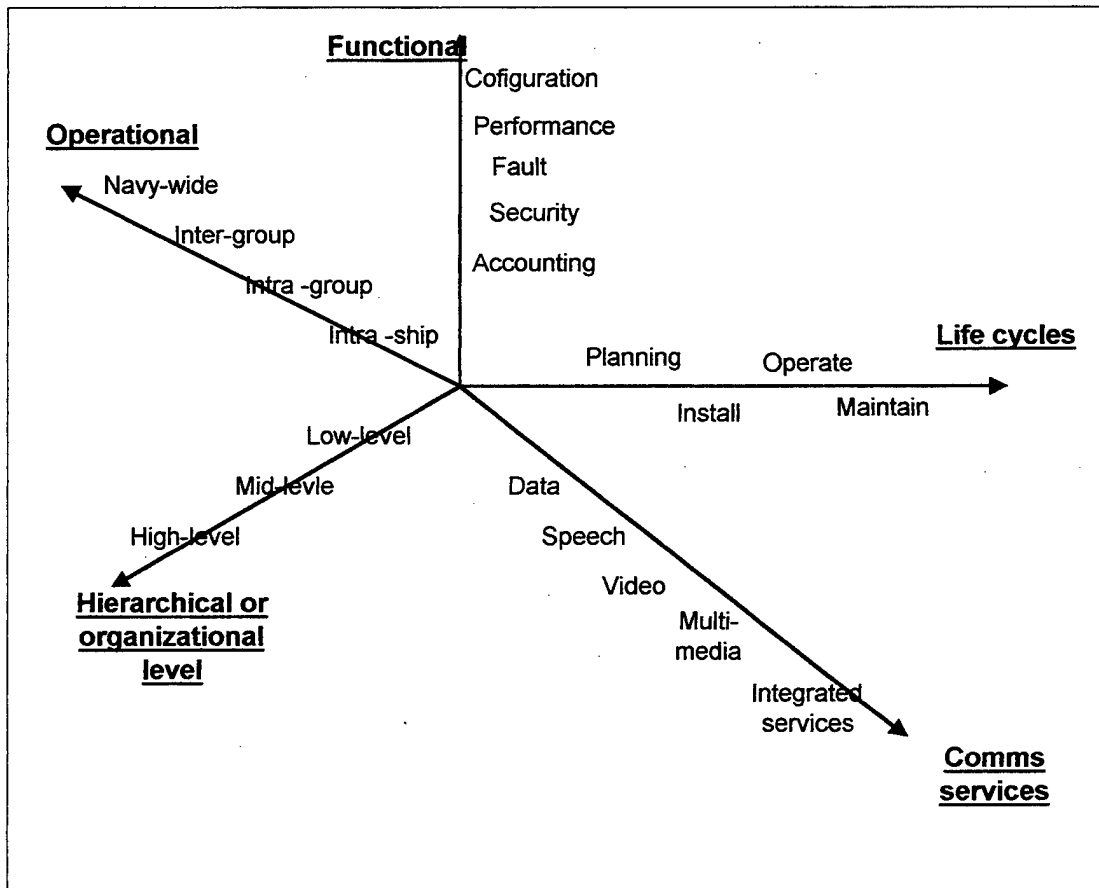 Functional
Cofiguration
Performance
Fault
Security
Accounting
Operational
Navy-wide
Inter-group
Intra -group
Intra -ship
Life cycles
Planning
Operate
Install
Maintain
Low-level
Mid-levle
High-level
Hierarchical or
organizational
level
Data
Speech
Video
Multi-
media
Integrated
services
Comms
services